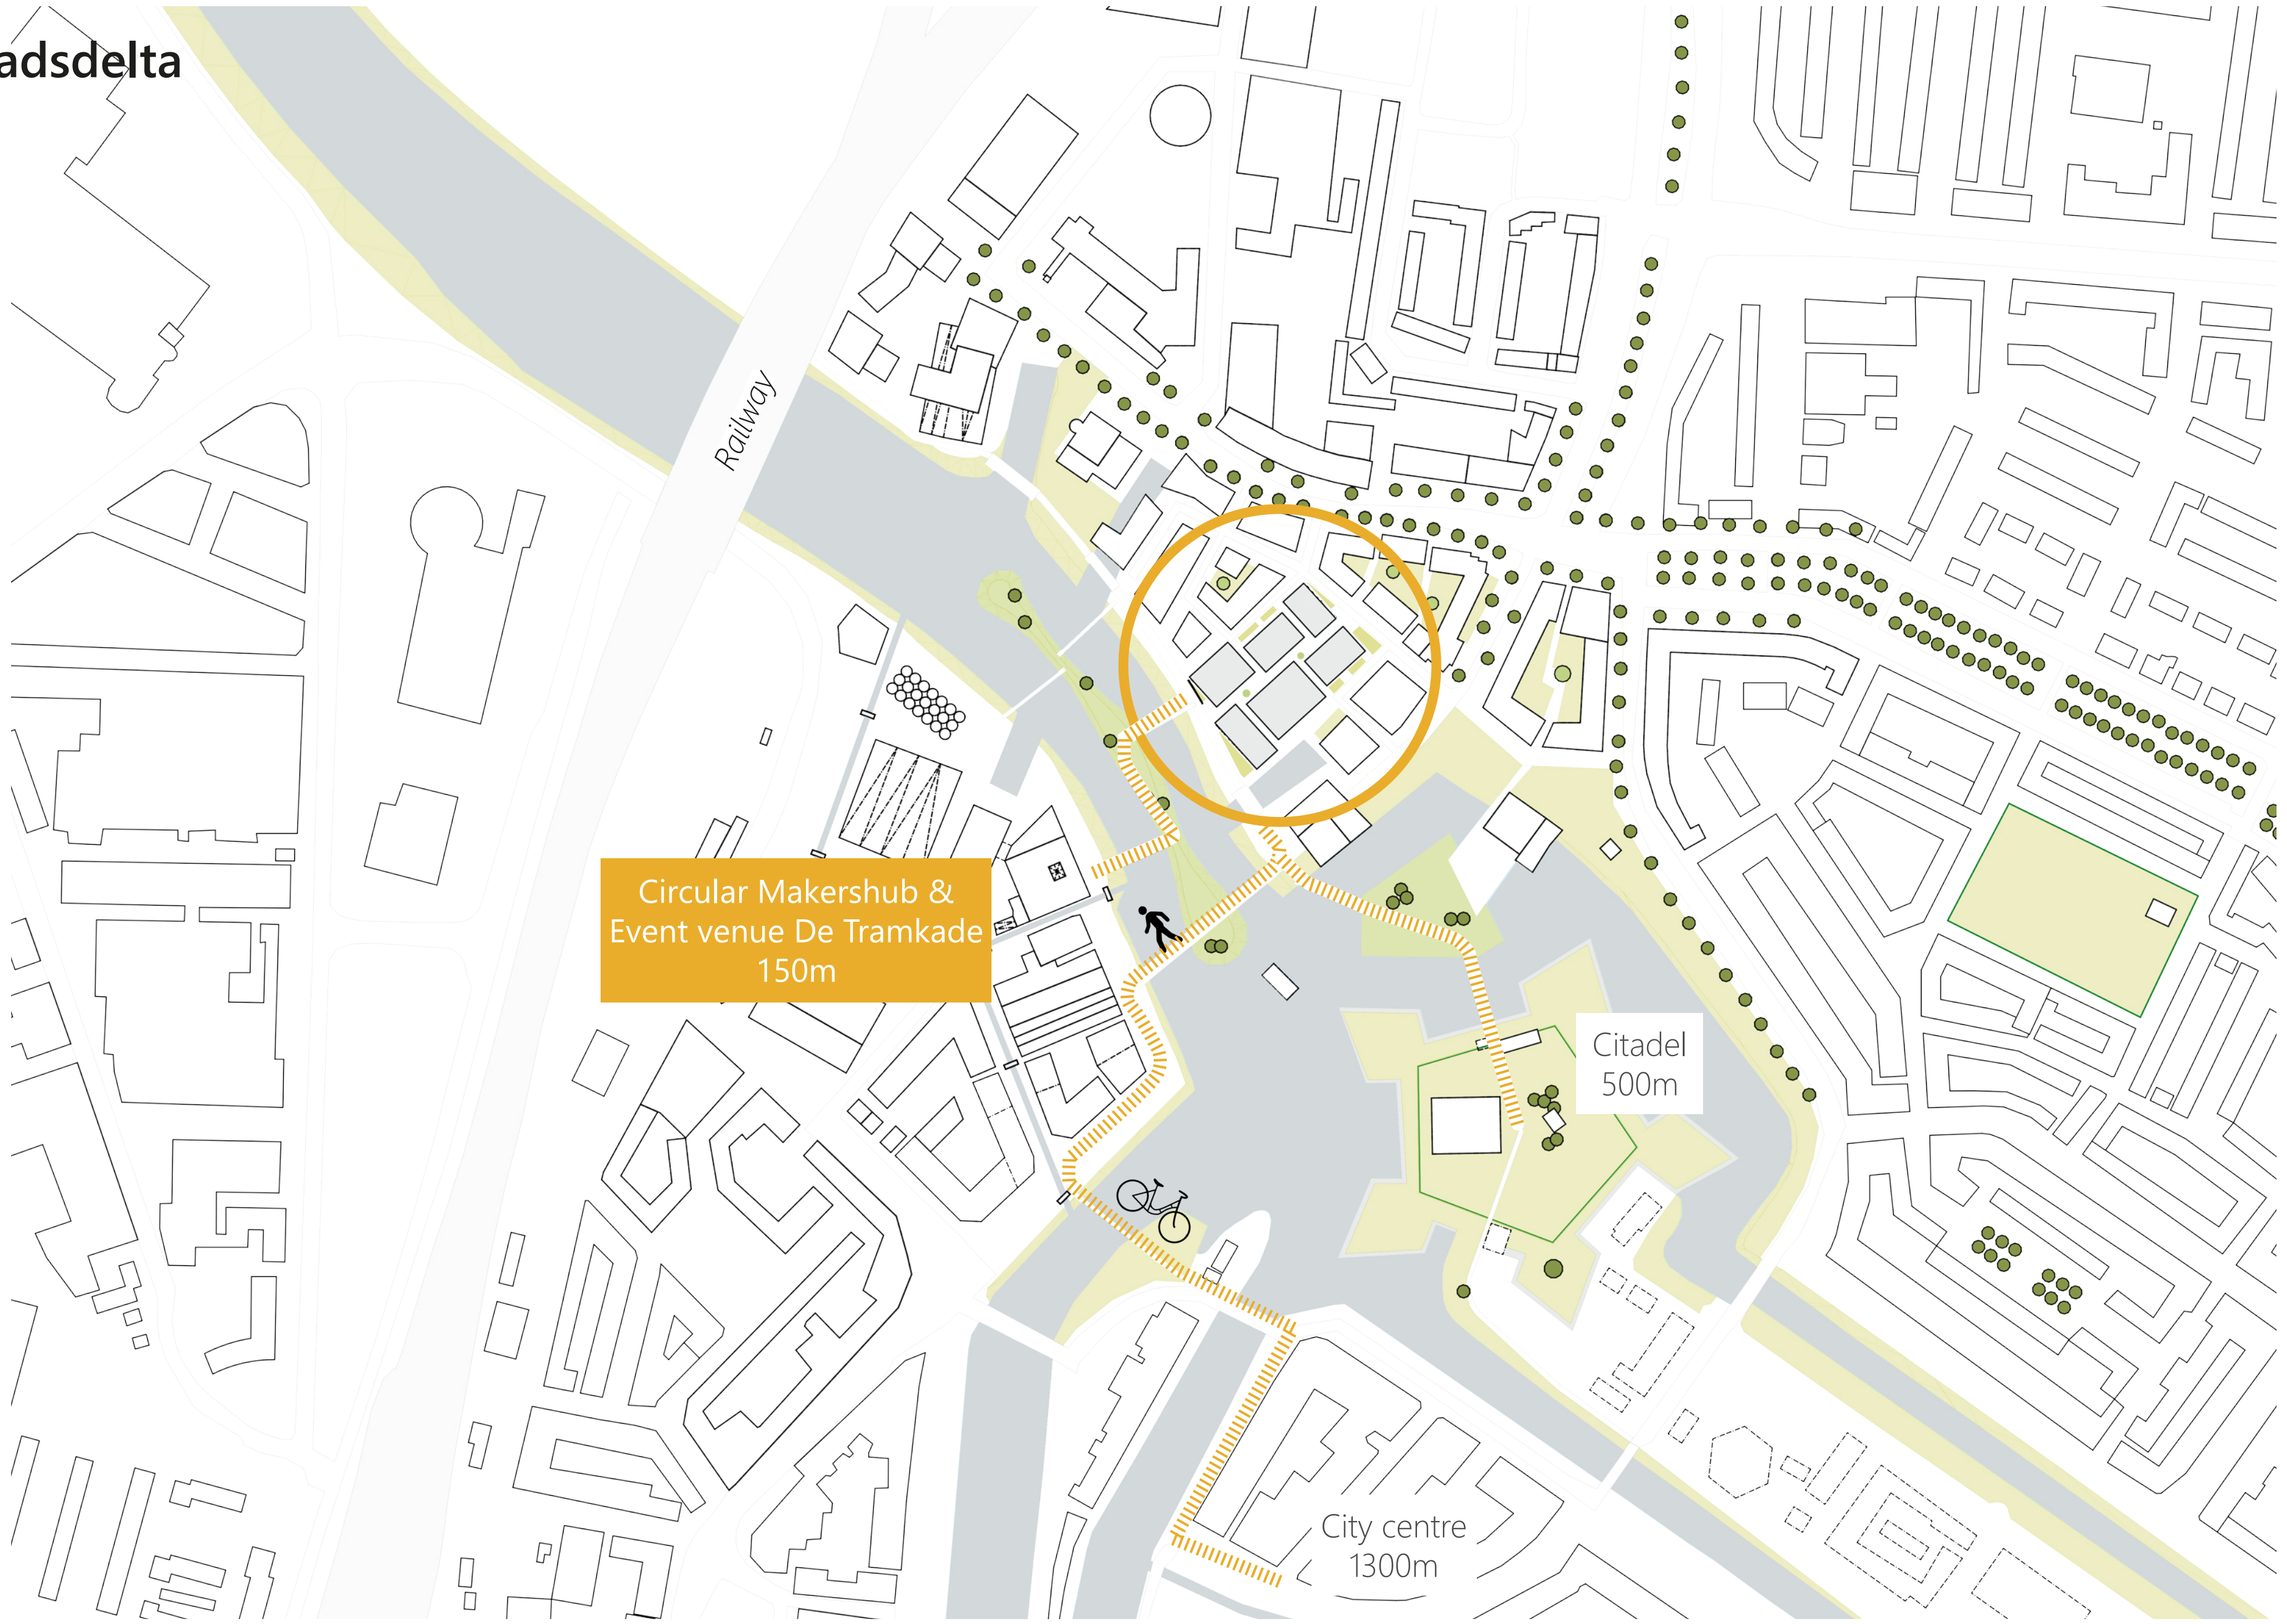 adsdelta
Railway
Circular Makershub &
Event venue De Tramkade
150m
Citadel
500m
City centre
1300m